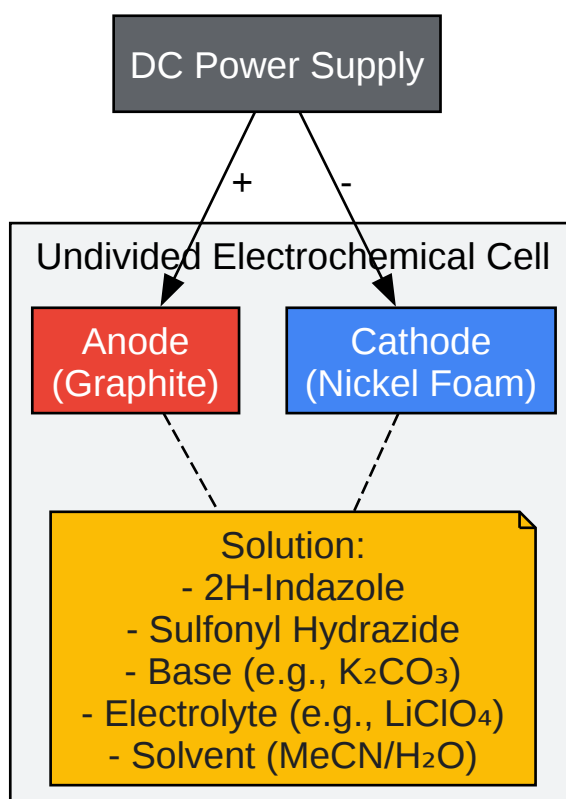 DC Power Supply
+
-
Undivided Electrochemical Cell
Anode
(Graphite)
Cathode
(Nickel Foam)
Solution:
- 2H-Indazole
- Sulfonyl Hydrazide
- Base (e.g., K₂CO₃)
- Electrolyte (e.g., LiClO₄)
- Solvent (MeCN/H₂O)